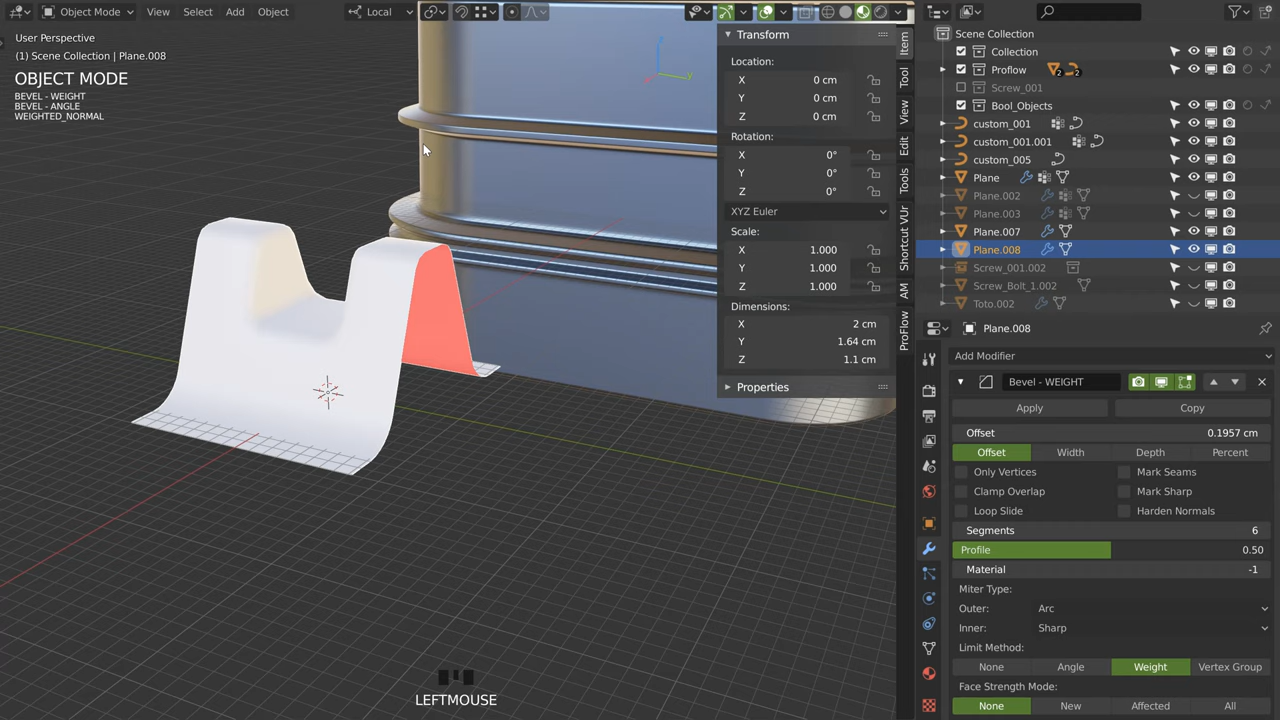 Object Mode View Select Add Object Local
User Perspective
(1) Scene Collection | Plane.008
OBJECT MODE
BEVEL - WEIGHT
BEVEL - ANGLE
WEIGHTED_NORMAL
LEFTMOUSE
Transform
Location:
X 0 cm
Y 0 cm
Z 0 cm
Rotation:
X 0°
Y 0°
Z 0°
XYZ Euler
Scale:
X 1.000
Y 1.000
Z 1.000
Dimensions:
X 2 cm
Y 1.64 cm
Z 1.1 cm
Properties
Item
Tool
View
Edit
Tools
Shortcut VUr
AM
ProFlow
Scene Collection
Collection
Proflow 2 2
Screw_001
Bool_Objects
custom_001
custom_001.001
custom_005
Plane
Plane.002
Plane.003
Plane.007
Plane.008
Screw_001.002
Screw_Bolt_1.002
Toto.002
Plane.008
Add Modifier
Bevel - WEIGHT
Apply Copy
Offset 0.1957 cm
Offset Width Depth Percent
Only Vertices Mark Seams
Clamp Overlap Mark Sharp
Loop Slide Harden Normals
Segments 6
Profile 0.50
Material -1
Miter Type:
Outer: Arc
Inner: Sharp
Limit Method:
None Angle Weight Vertex Group
Face Strength Mode:
None New Affected All